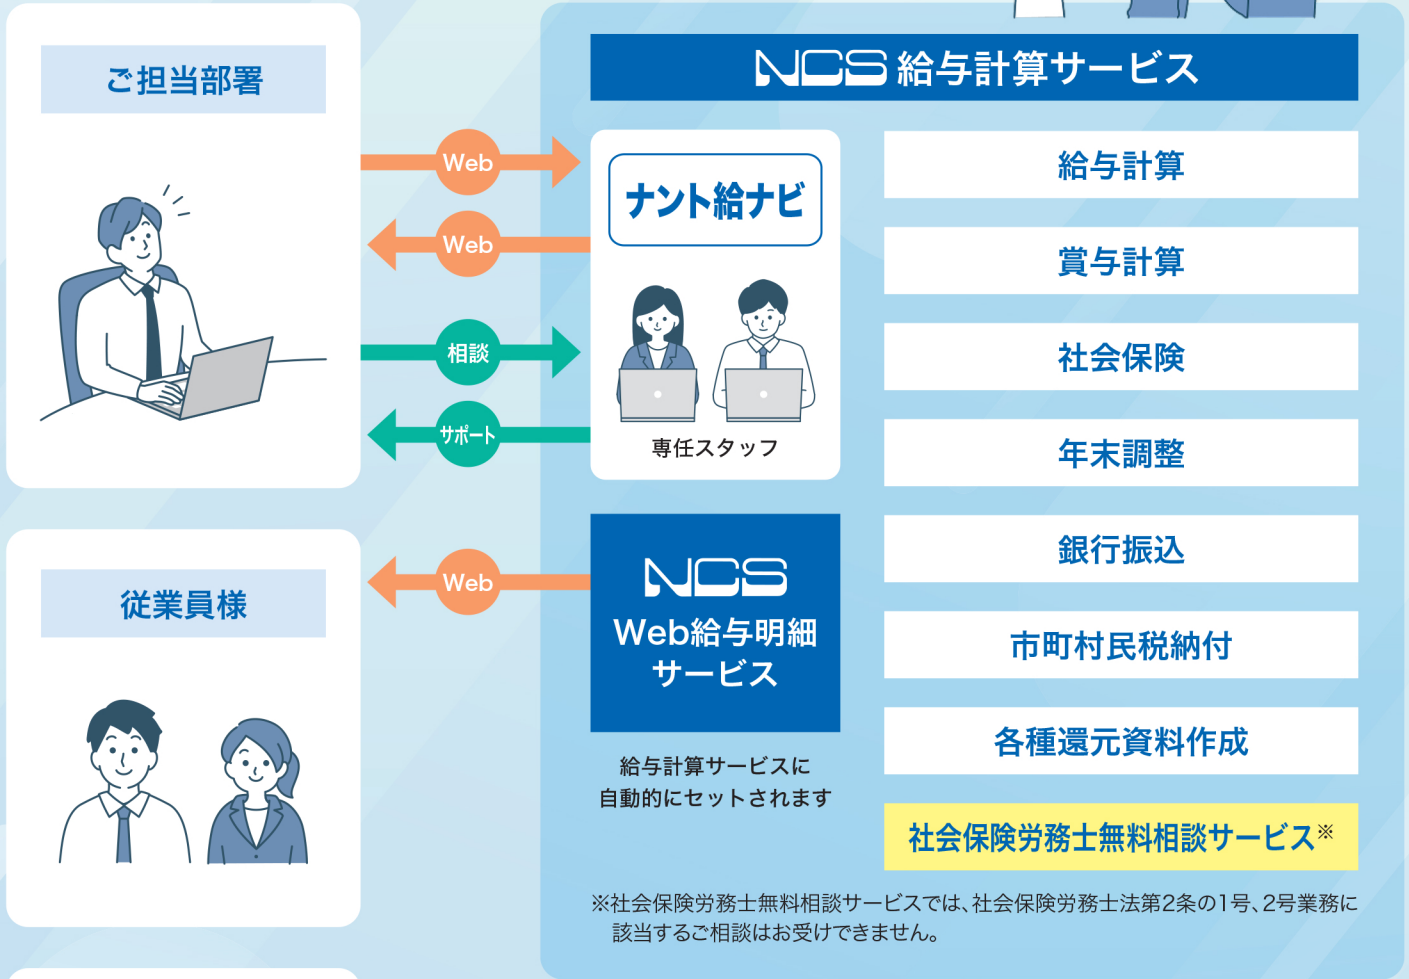 ご担当部署
NCS 給与計算サービス
Web
Web
相談
サポート
ナント給ナビ
専任スタッフ
給与計算
賞与計算
社会保険
年末調整
銀行振込
市町村民税納付
各種還元資料作成
社会保険労務士無料相談サービス※
従業員様
Web
NCS
Web給与明細
サービス
給与計算サービスに
自動的にセットされます
※社会保険労務士無料相談サービスでは、社会保険労務士法第2条の1号、2号業務に
該当するご相談はお受けできません。